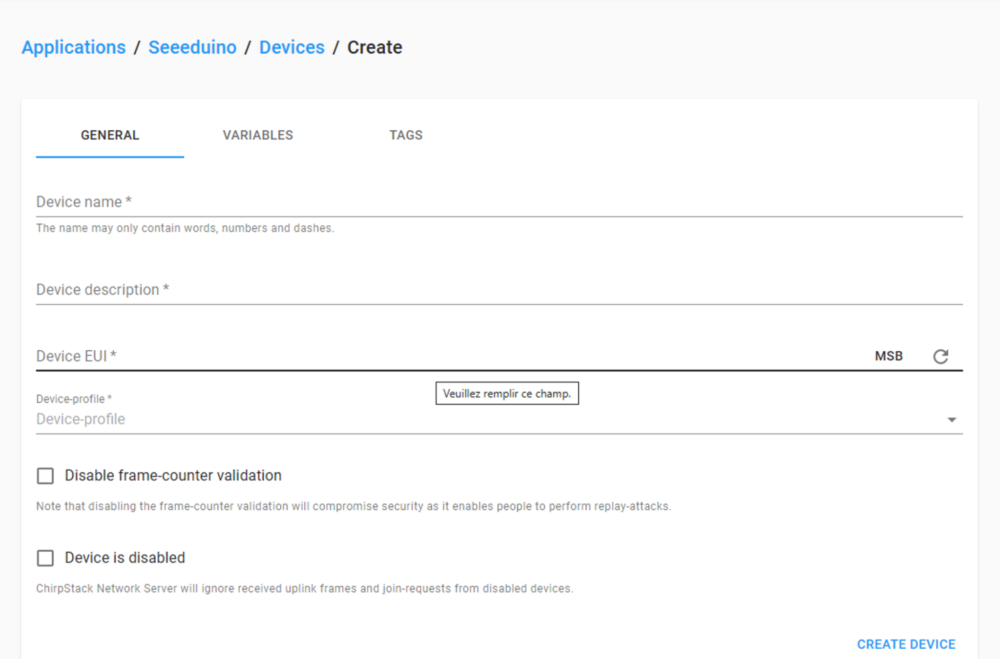 Applications / Seeeduino / Devices / Create
GENERAL VARIABLES TAGS
Device name *
The name may only contain words, numbers and dashes.
Device description *
Device EUI * MSB
Veuillez remplir ce champ.
Device-profile *
Device-profile
Disable frame-counter validation
Note that disabling the frame-counter validation will compromise security as it enables people to perform replay-attacks.
Device is disabled
ChirpStack Network Server will ignore received uplink frames and join-requests from disabled devices.
CREATE DEVICE